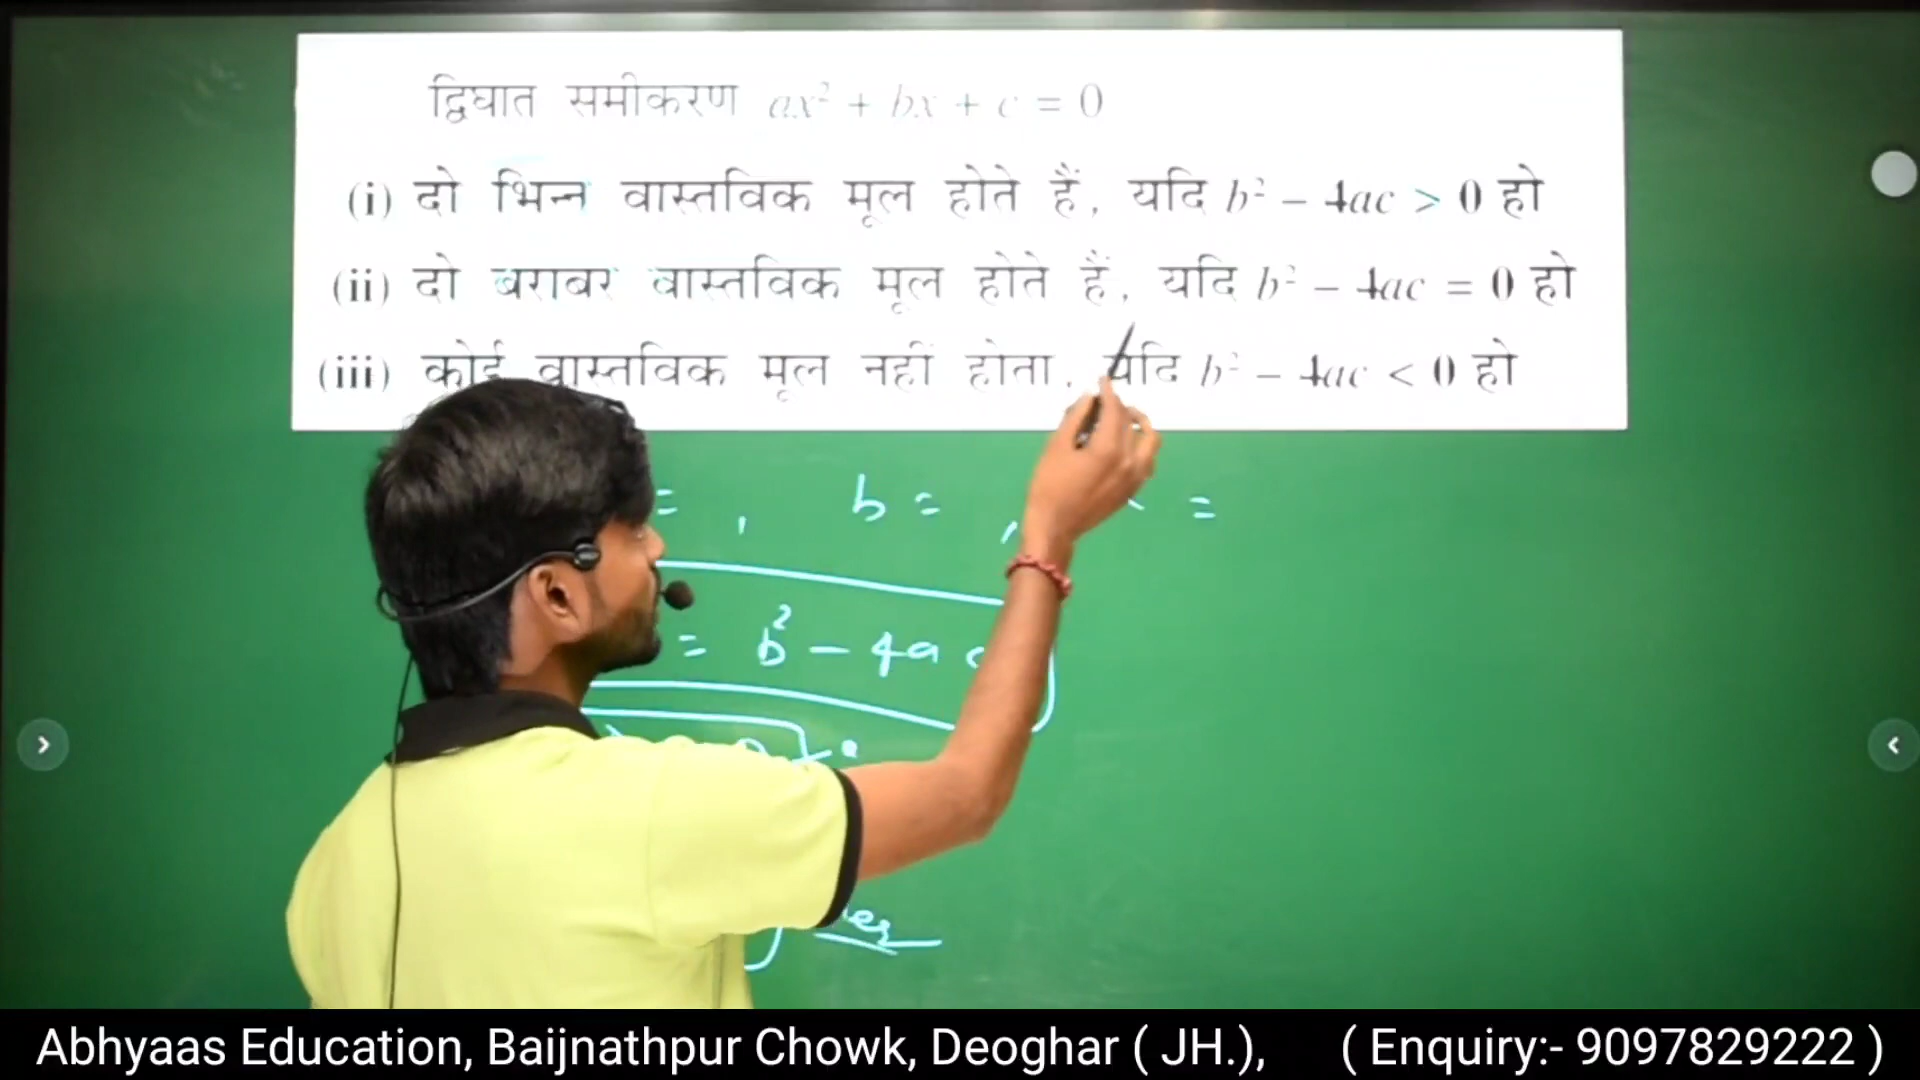 द्विघात समीकरण ax² + bx + c = 0
(i) दो भिन्न वास्तविक मूल होते हैं, यदि b² – 4ac > 0 हो
(ii) दो बराबर वास्तविक मूल होते हैं, यदि b² – 4ac = 0 हो
(iii) कोई वास्तविक मूल नहीं होता, यदि b² – 4ac < 0 हो
= , b = , =
= b² – 4ac
Abhyaas Education, Baijnathpur Chowk, Deoghar ( JH.), ( Enquiry:- 9097829222 )